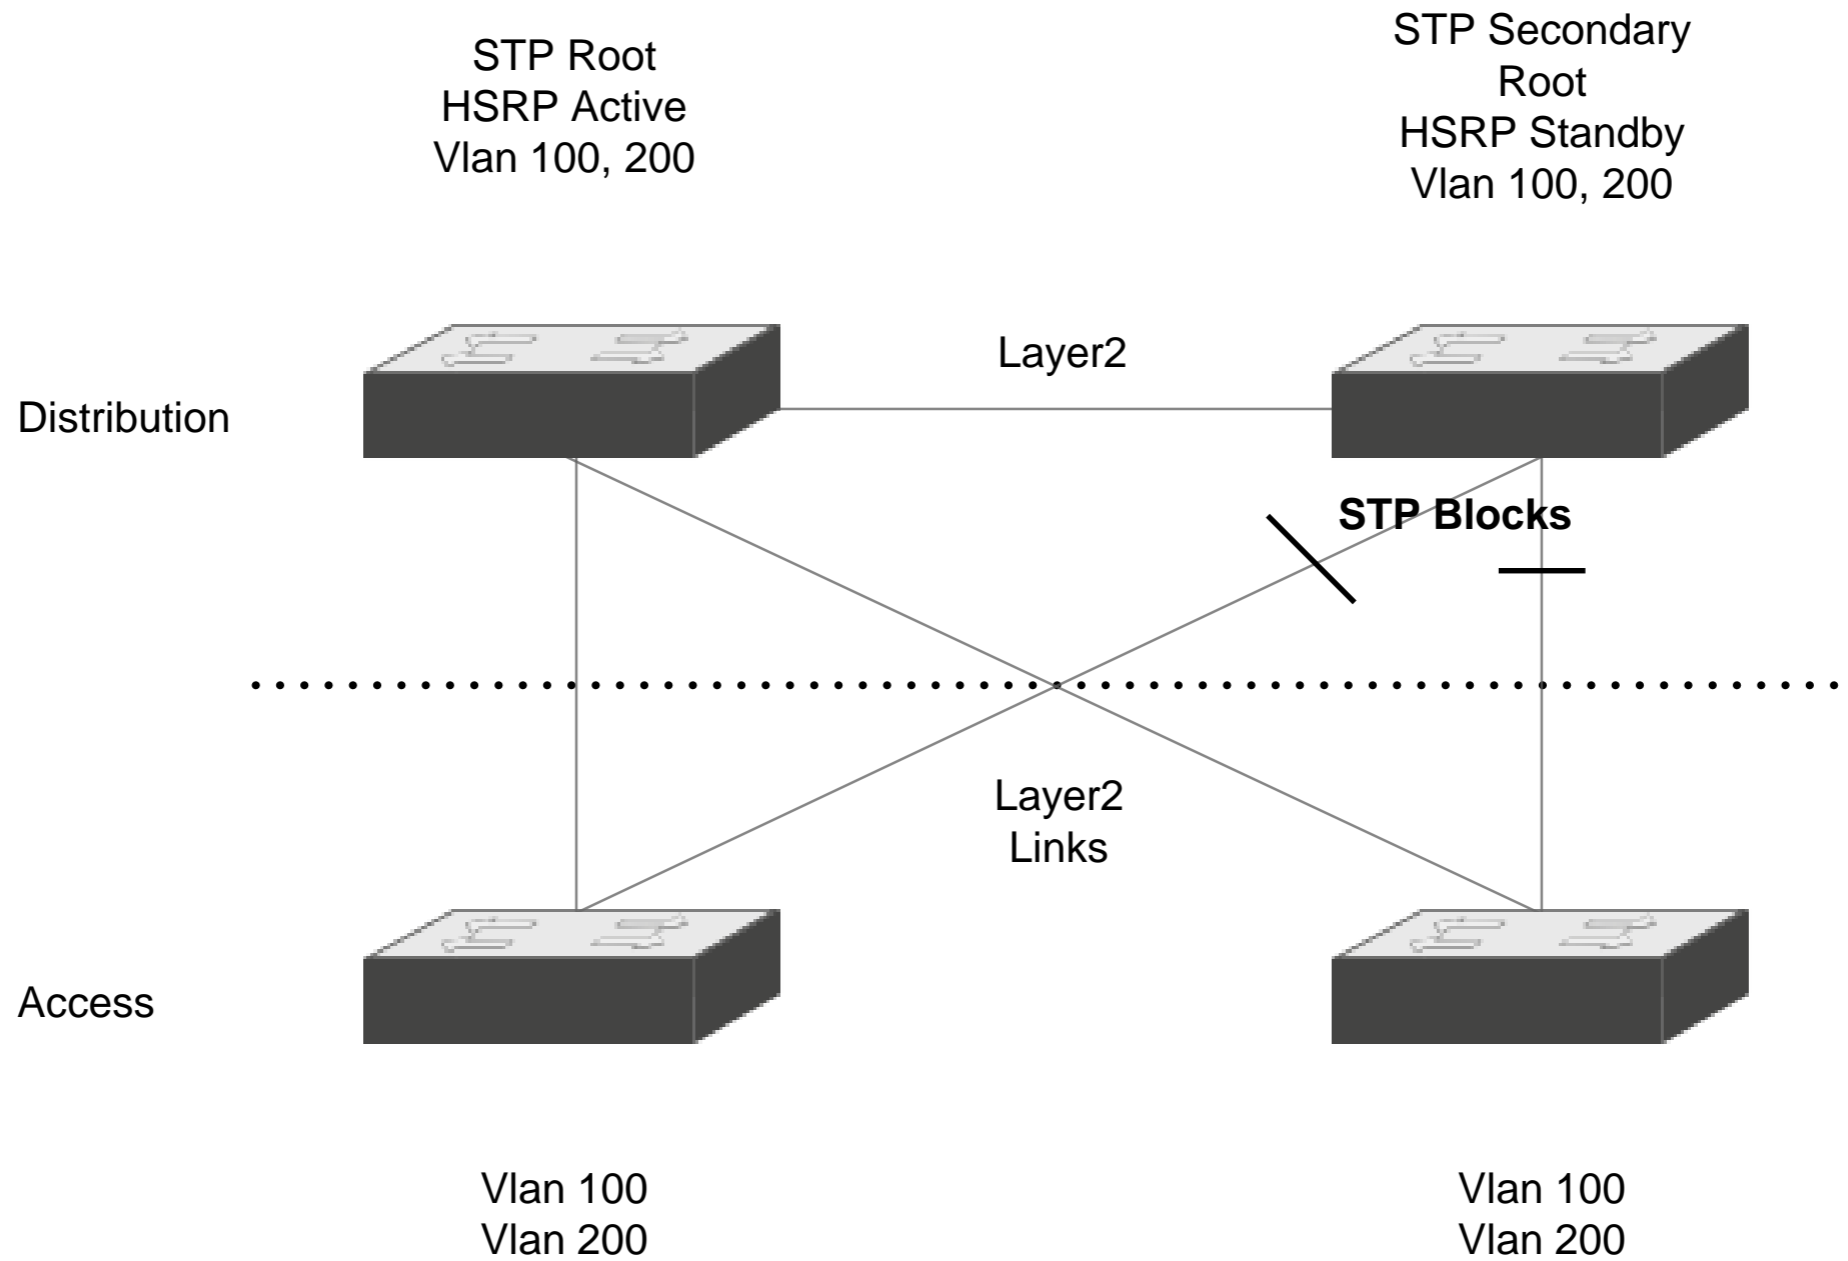 STP Root
HSRP Active
Vlan 100, 200
STP Secondary
Root
HSRP Standby
Vlan 100, 200
Layer2
Distribution
STP Blocks
Layer2
Links
Access
Vlan 100
Vlan 200
Vlan 100
Vlan 200